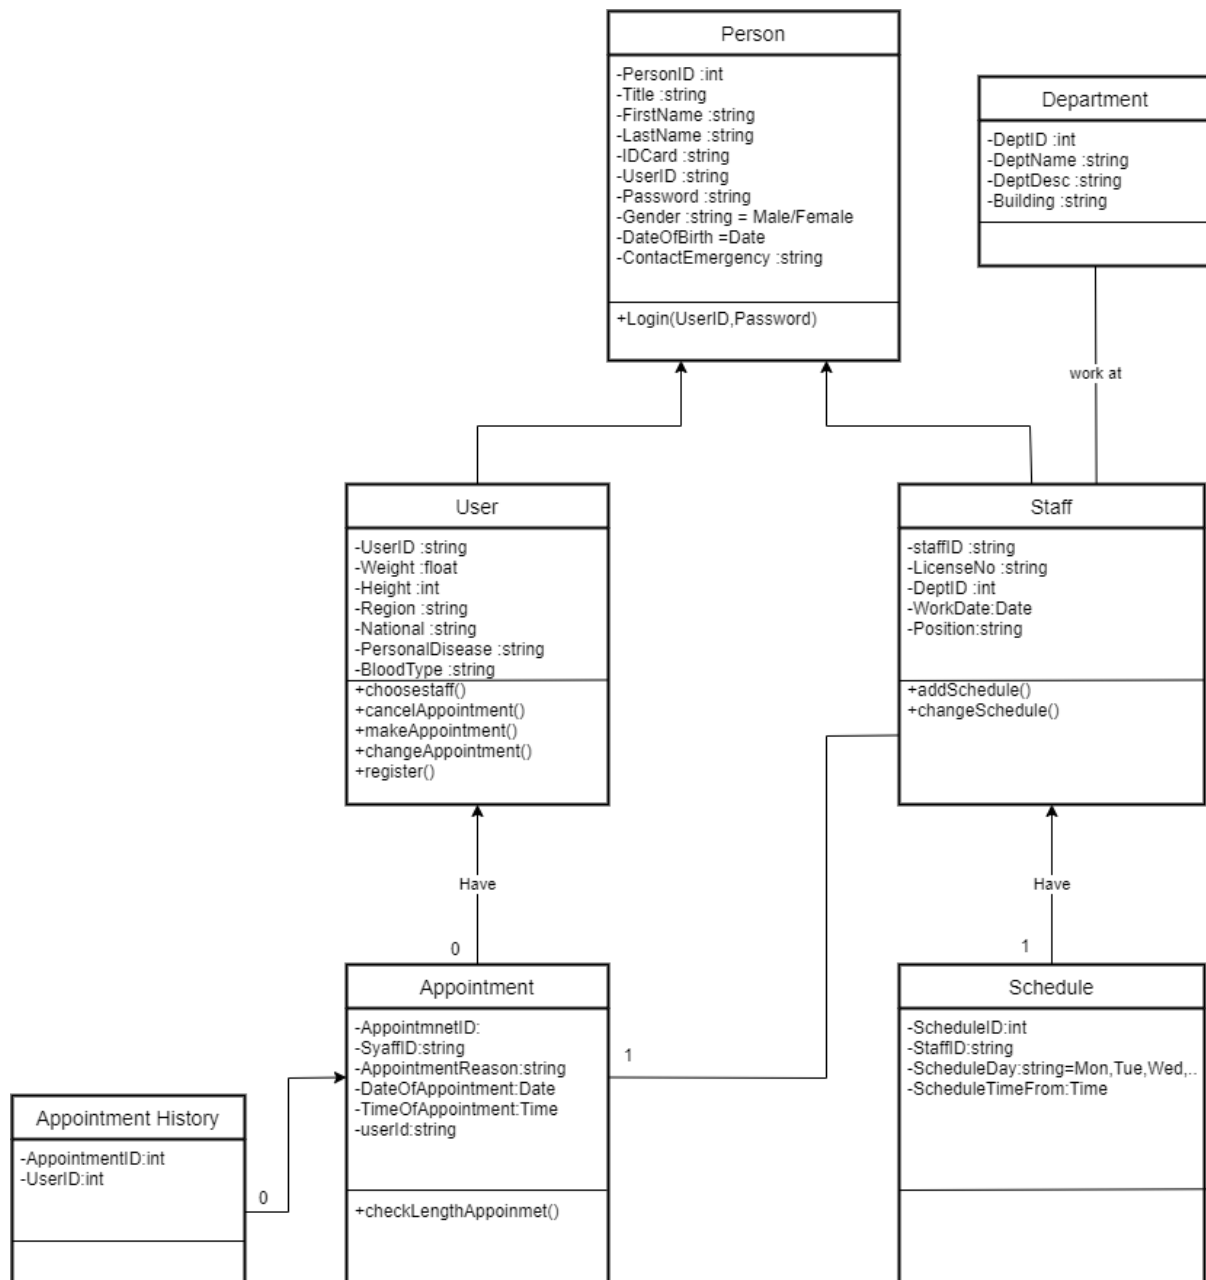 Person
-PersonID :int
-Title :string
-FirstName :string
-LastName :string
-IDCard :string
-UserID :string
-Password :string
-Gender :string = Male/Female
-DateOfBirth =Date
-ContactEmergency :string
+Login(UserID,Password)
Department
-DeptID :int
-DeptName :string
-DeptDesc :string
-Building :string
work at
User
-UserID :string
-Weight :float
-Height :int
-Region :string
-National :string
-PersonalDisease :string
-BloodType :string
+choosestaff()
+cancelAppointment()
+makeAppointment()
+changeAppointment()
+register()
Staff
-staffID :string
-LicenseNo :string
-DeptID :int
-WorkDate:Date
-Position:string
+addSchedule()
+changeSchedule()
Have
0
Have
1
Appointment
-AppointmnetID:
-SyaffID:string
-AppointmentReason:string
-DateOfAppointment:Date
-TimeOfAppointment:Time
-userId:string
+checkLengthAppoinmet()
1
Schedule
-ScheduleID:int
-StaffID:string
-ScheduleDay:string=Mon,Tue,Wed,..
-ScheduleTimeFrom:Time
Appointment History
-AppointmentID:int
-UserID:int
0